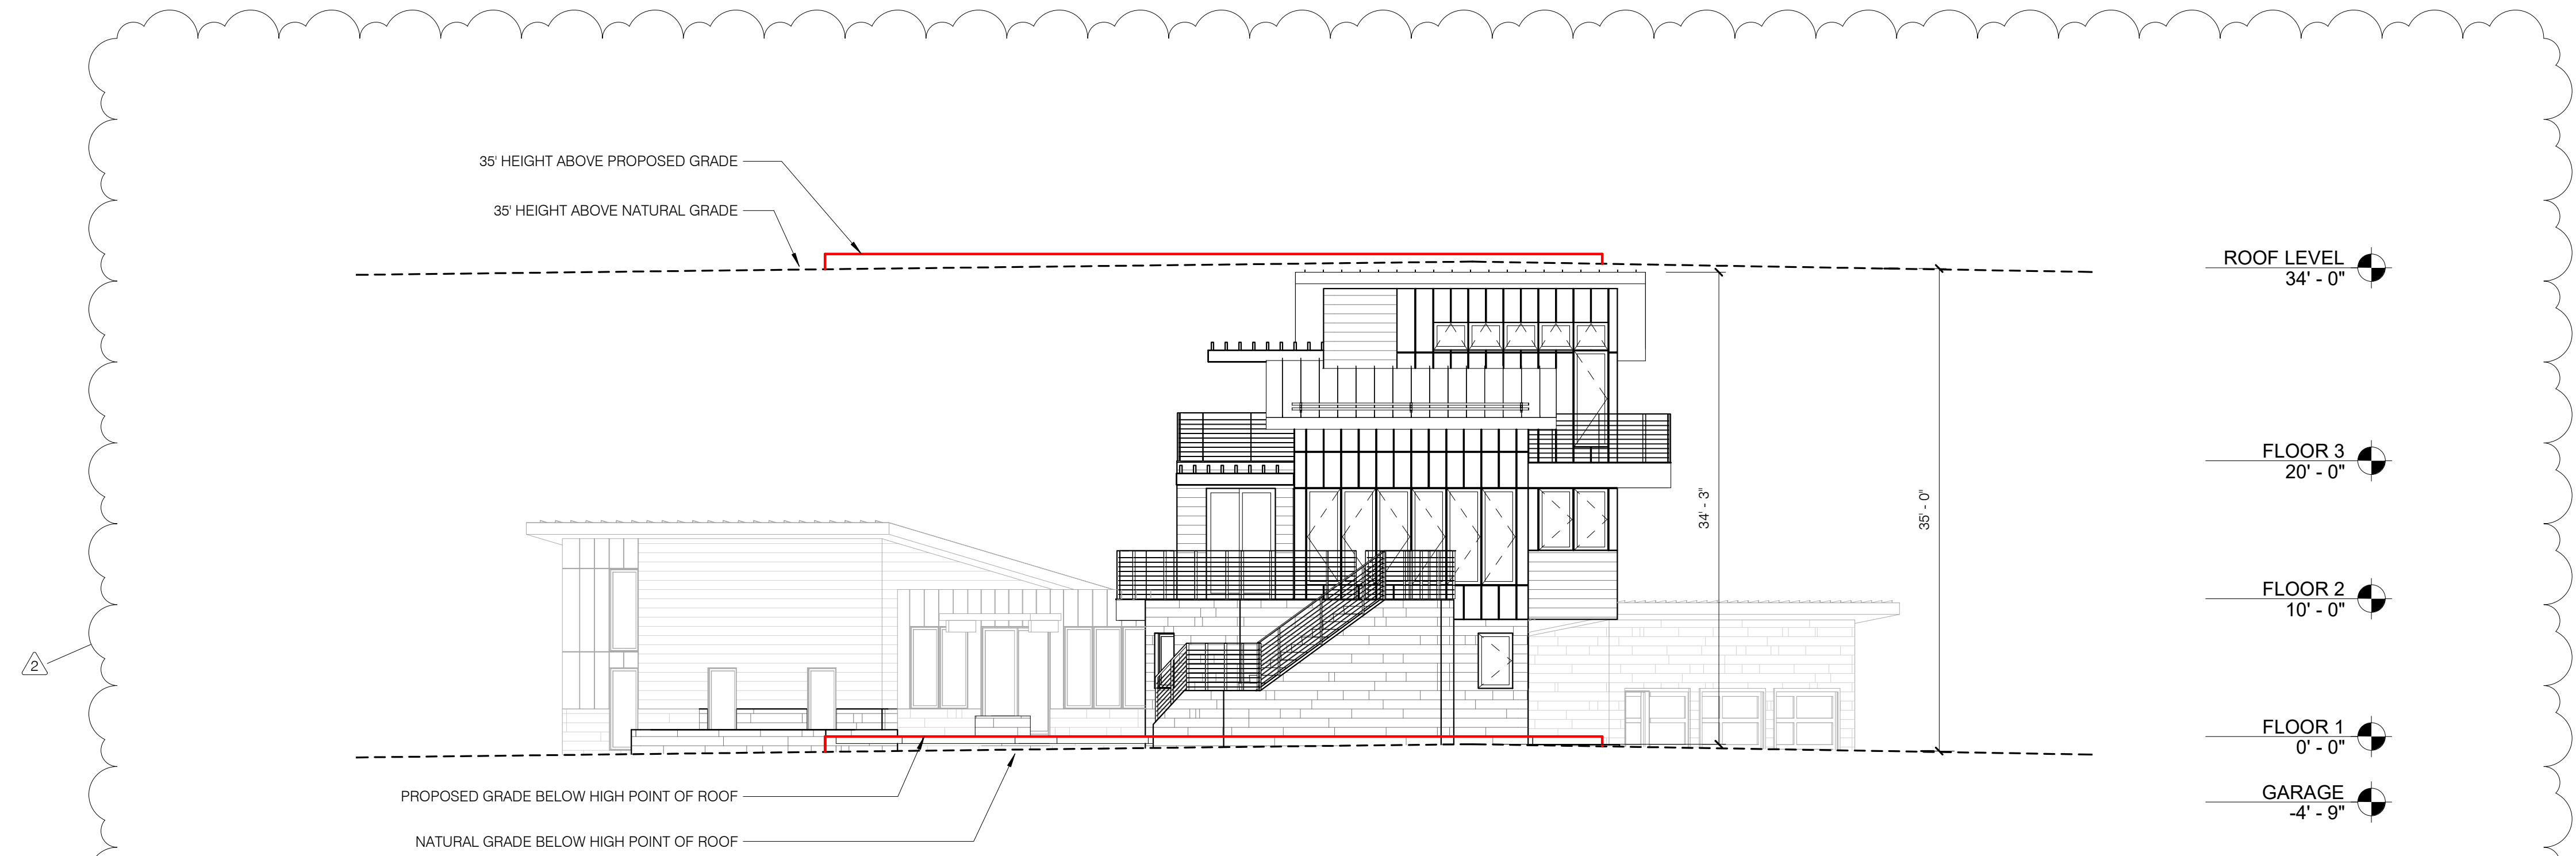 35' HEIGHT ABOVE PROPOSED GRADE
35' HEIGHT ABOVE NATURAL GRADE
ROOF LEVEL
34' - 0"
FLOOR 3
20' - 0"
34' - 3"
35' - 0"
FLOOR 2
10' - 0"
2
FLOOR 1
0' - 0"
PROPOSED GRADE BELOW HIGH POINT OF ROOF
GARAGE
-4' - 9"
NATURAL GRADE BELOW HIGH POINT OF ROOF